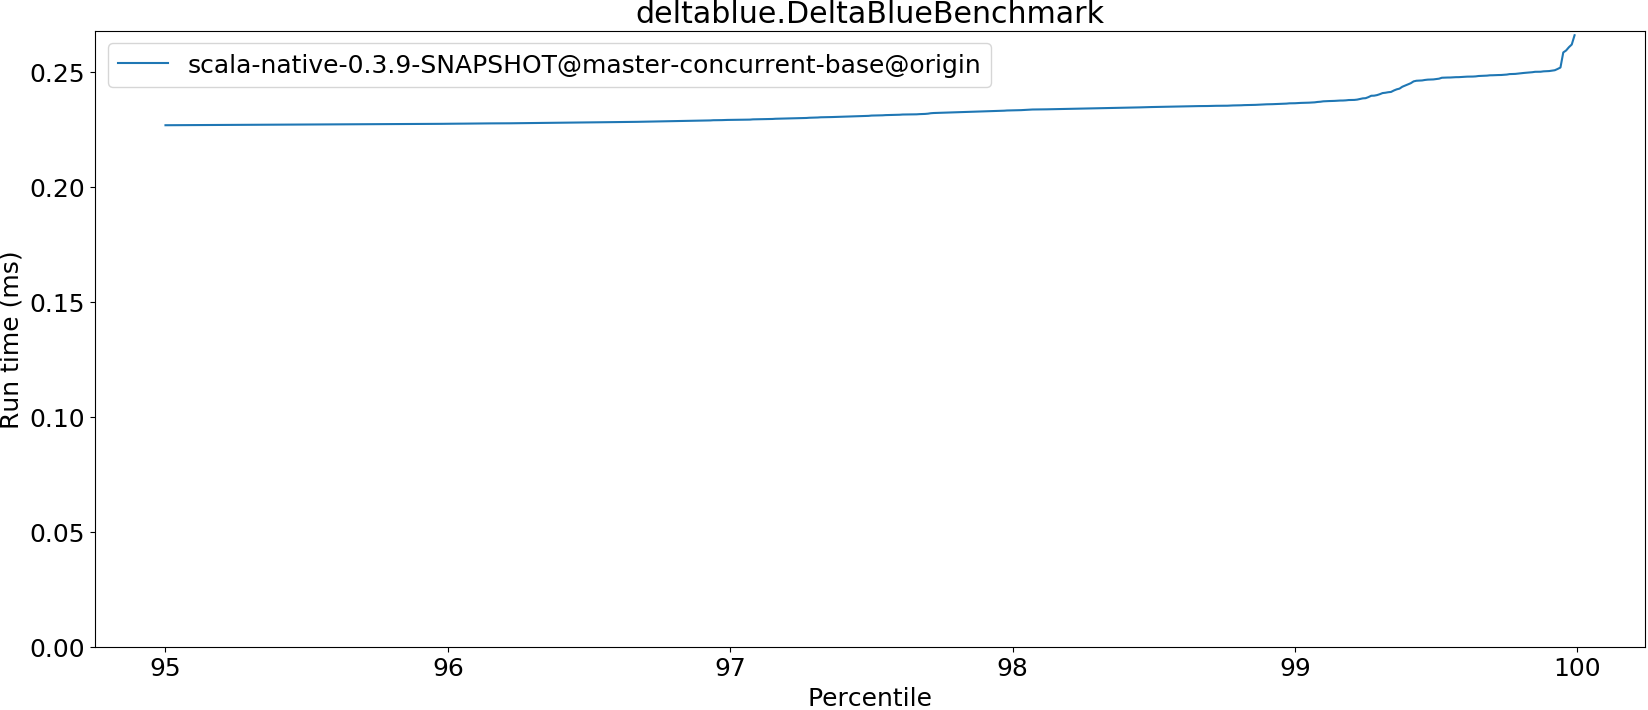 deltablue.DeltaBlueBenchmark
scala-native-0.3.9-SNAPSHOT@master-concurrent-base@origin
Run time (ms)
0.25
0.20
0.15
0.10
0.05
0.00
95 96 97 98 99 100
Percentile